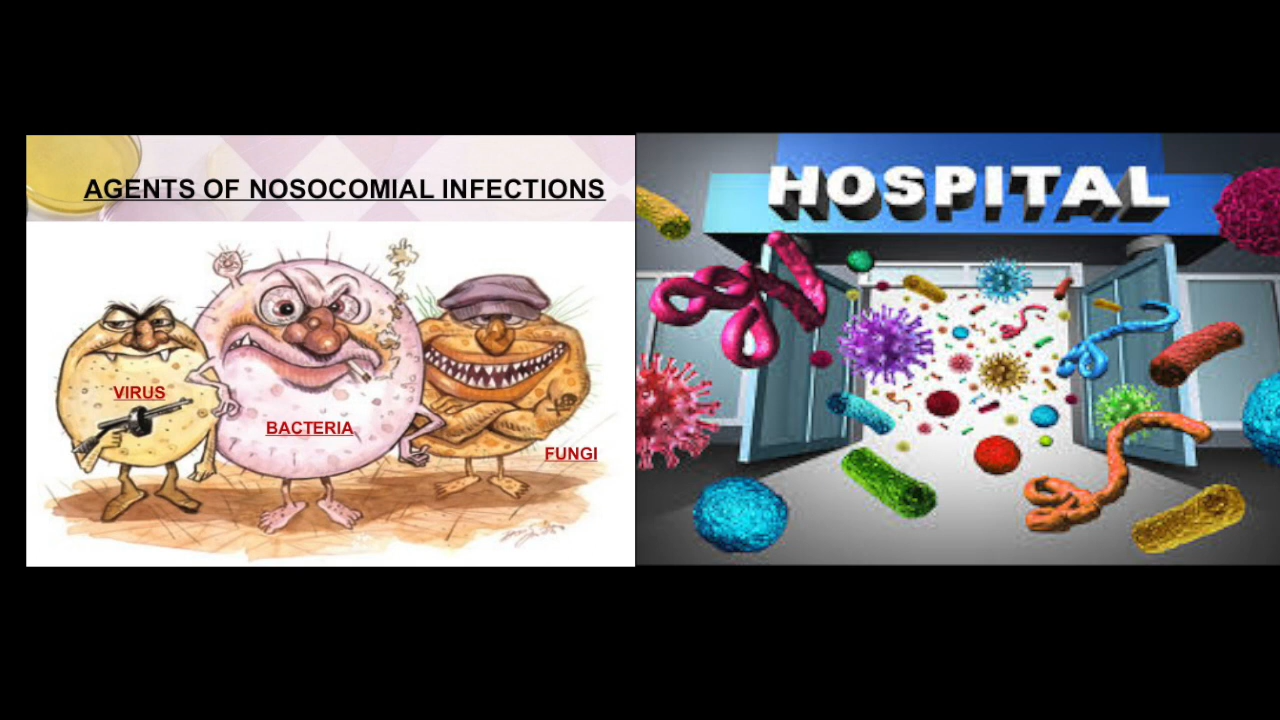 AGENTS OF NOSOCOMIAL INFECTIONS
VIRUS
BACTERIA
FUNGI
HOSPITAL